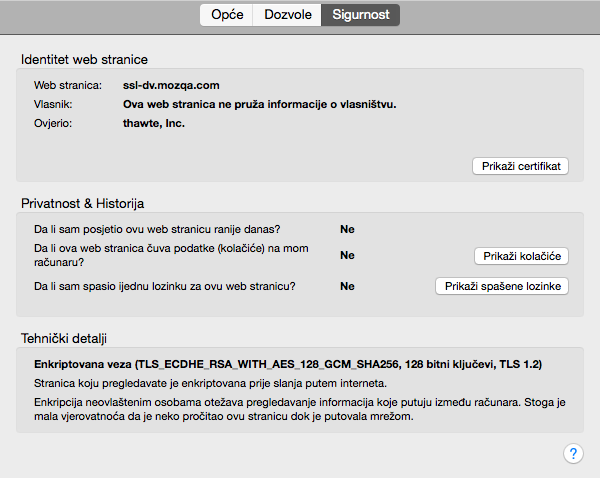 Opće Dozvole Sigurnost
Identitet web stranice
Web stranica: ssl-dv.mozqa.com
Vlasnik: Ova web stranica ne pruža informacije o vlasništvu.
Ovjerio: thawte, Inc.
Prikaži certifikat
Privatnost & Historija
Da li sam posjetio ovu web stranicu ranije danas? Ne
Da li ova web stranica čuva podatke (kolačiće) na mom
računaru? Ne Prikaži kolačiće
Da li sam spasio ijednu lozinku za ovu web stranicu? Ne Prikaži spašene lozinke
Tehnički detalji
Enkriptovana veza (TLS_ECDHE_RSA_WITH_AES_128_GCM_SHA256, 128 bitni ključevi, TLS 1.2)
Stranica koju pregledavate je enkriptovana prije slanja putem interneta.
Enkripcija neovlaštenim osobama otežava pregledavanje informacija koje putuju između računara. Stoga je
mala vjerovatnoća da je neko pročitao ovu stranicu dok je putovala mrežom.
?